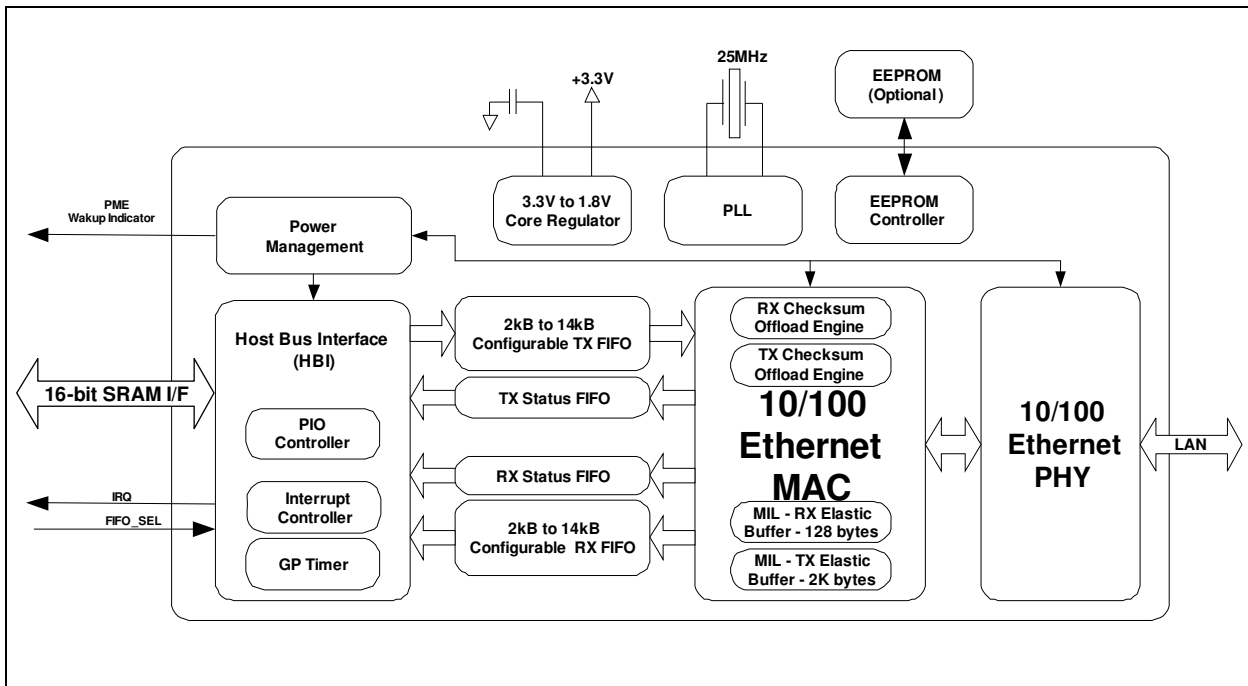 25MHz
+3.3V
EEPROM
(Optional)
3.3V to 1.8V
Core Regulator
PLL
EEPROM
Controller
PME
Wakup Indicator
Power
Management
Host Bus Interface
(HBI)
2kB to 14kB
Configurable TX FIFO
RX Checksum
Offload Engine
TX Checksum
Offload Engine
16-bit SRAM I/F
TX Status FIFO
PIO
Controller
10/100
Ethernet
MAC
10/100
Ethernet
PHY
LAN
RX Status FIFO
IRQ
FIFO_SEL
Interrupt
Controller
2kB to 14kB
Configurable RX FIFO
MIL - RX Elastic
Buffer - 128 bytes
GP Timer
MIL - TX Elastic
Buffer - 2K bytes